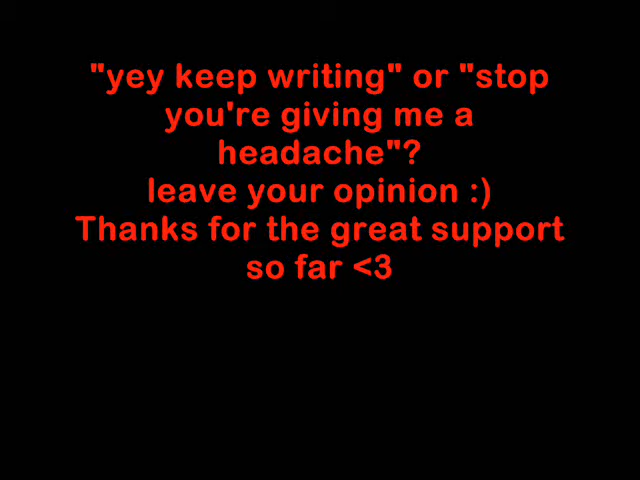 "yey keep writing" or "stop
you're giving me a
headache"?
leave your opinion :)
Thanks for the great support
so far <3